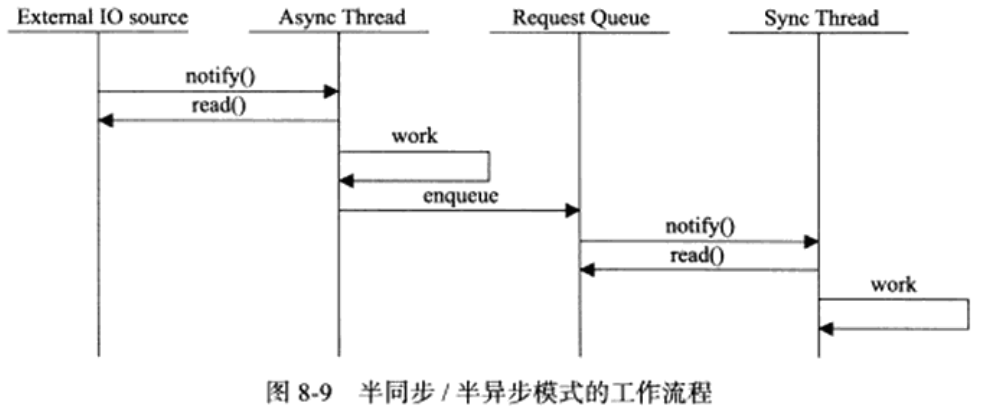 External IO source Async Thread Request Queue Sync Thread
notify()
read()
work
enqueue
notify()
read()
work
图 8-9 半同步 / 半异步模式的工作流程